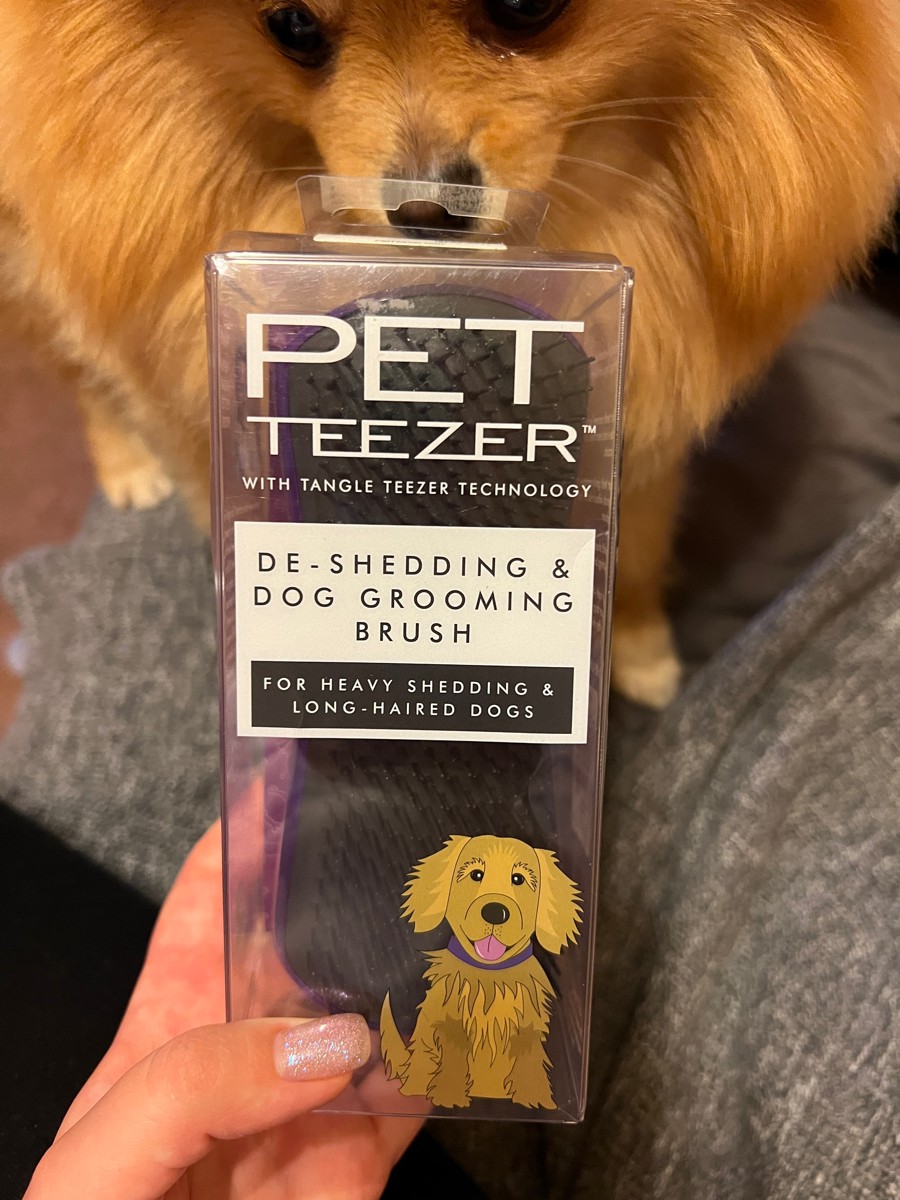 PET
TEEZER™
WITH TANGLE TEEZER TECHNOLOGY
DE-SHEDDING &
DOG GROOMING
BRUSH
FOR HEAVY SHEDDING &
LONG-HAIRED DOGS